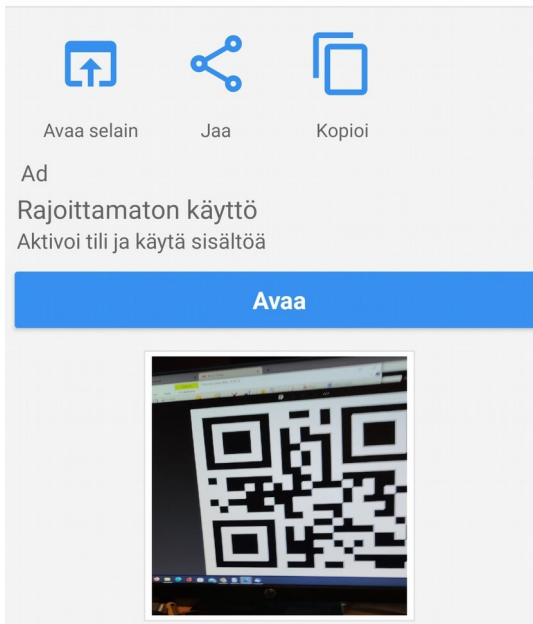 Avaa selain
Jaa
Kopioi
Ad
Rajoittamaton käyttö
Aktivoi tili ja käytä sisältöä
Avaa